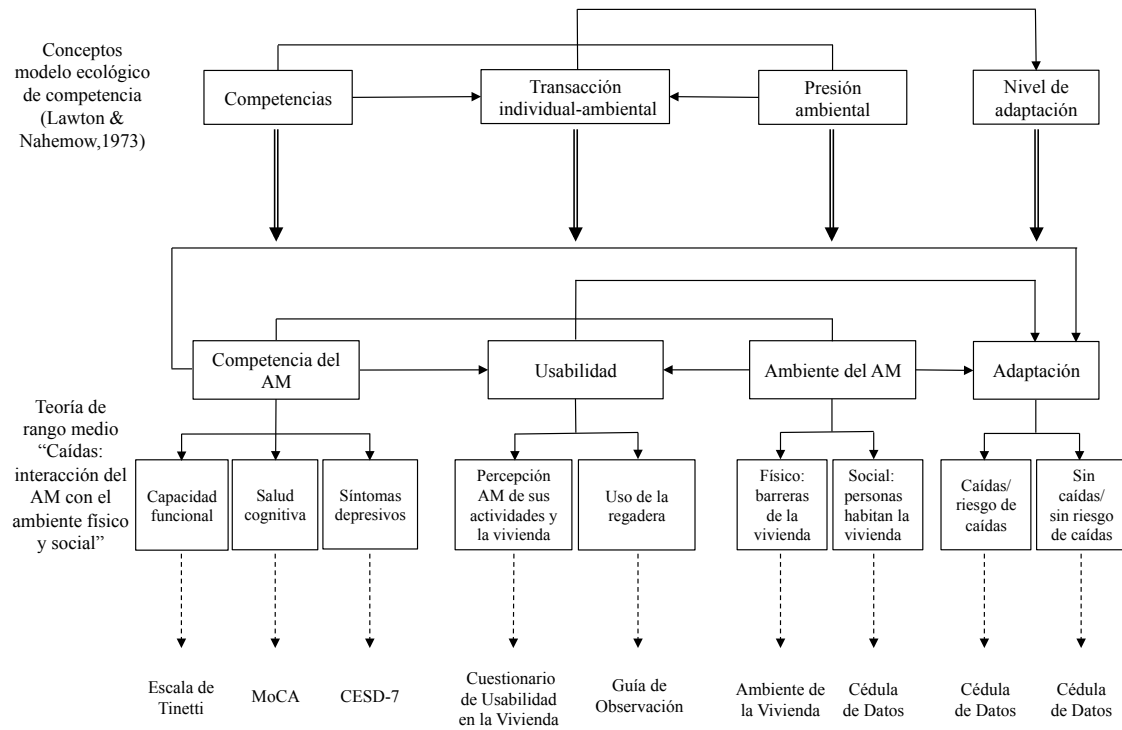 Conceptos
modelo ecológico
de competencia
(Lawton &
Nahemow,1973)
Competencias
Transacción
individual-ambiental
Presión
ambiental
Nivel de
adaptación
Competencia del
AM
Usabilidad
Ambiente del AM
Adaptación
Teoría de
rango medio
“Caídas:
interacción del
AM con el
ambiente físico
y social”
Capacidad
funcional
Salud
cognitiva
Síntomas
depresivos
Percepción
AM de sus
actividades y
la vivienda
Uso de la
regadera
Físico:
barreras
de la
vivienda
Social:
personas
habitan la
vivienda
Caídas/
riesgo de
caídas
Sin
caídas/
sin riesgo
de caídas
Escala de
Tinetti
MoCA
CESD-7
Cuestionario
de Usabilidad
en la Vivienda
Guía de
Observación
Ambiente de
la Vivienda
Cédula
de Datos
Cédula
de Datos
Cédula
de Datos